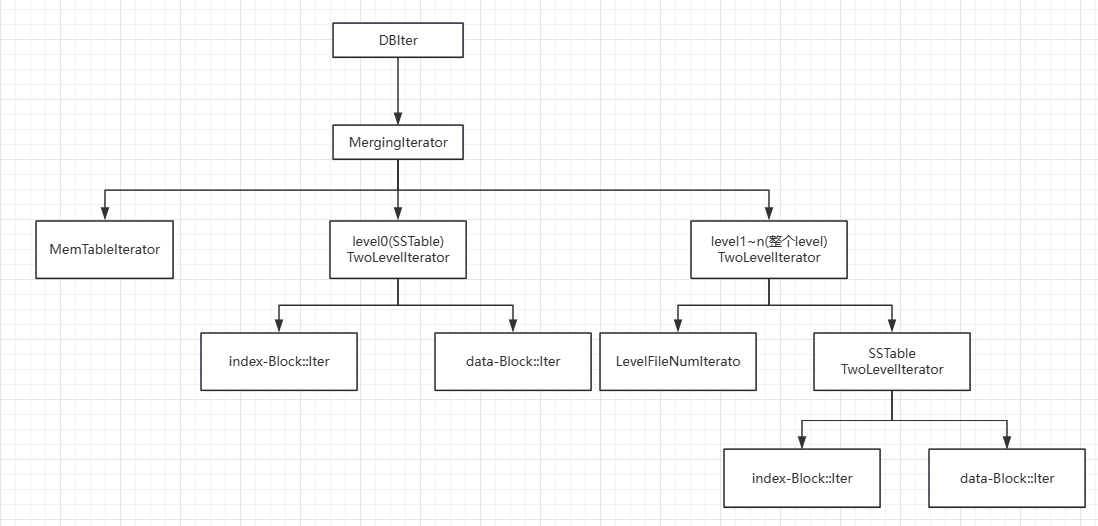 DBIter
MergingIterator
MemTableIterator
level0(SSTable)
TwoLevelIterator
level1~n(整个level)
TwoLevelIterator
index-Block::Iter
data-Block::Iter
LevelFileNumIterato
SSTable
TwoLevelIterator
index-Block::Iter
data-Block::Iter